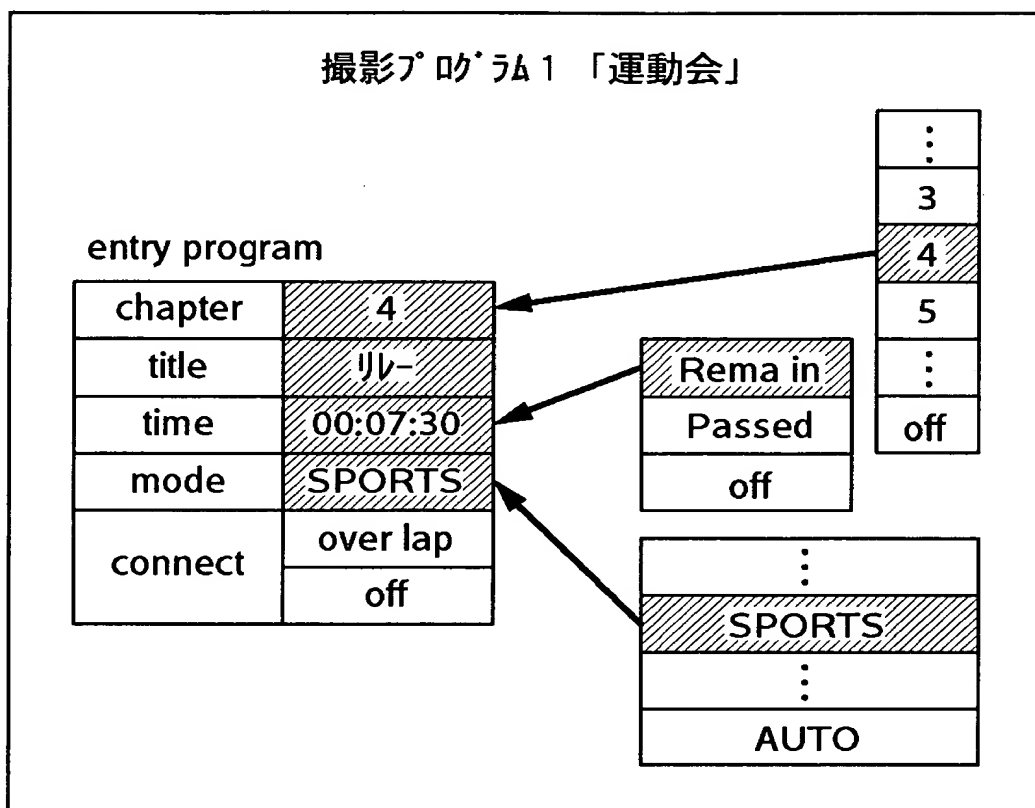 撮影ﾌﾟﾛｸﾞﾗﾑ1 「運動会」
entry program
chapter 4
title ﾘﾚｰ
time 00:07:30
mode SPORTS
connect over lap
off
⋮
3
4
5
⋮
off
Rema in
Passed
off
⋮
SPORTS
⋮
AUTO